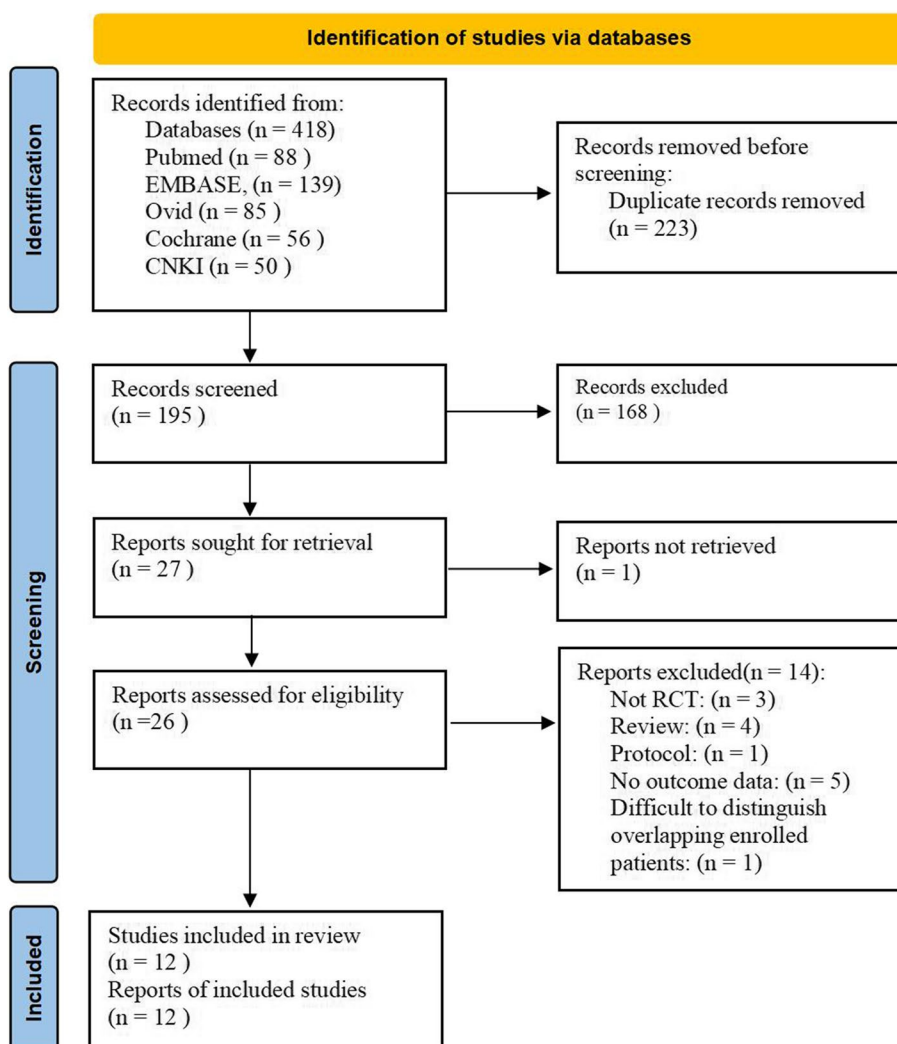 Identification of studies via databases
Identification
Records identified from:
Databases (n = 418)
Pubmed (n = 88 )
EMBASE, (n = 139)
Ovid (n = 85 )
Cochrane (n = 56 )
CNKI (n = 50 )
Records removed before
screening:
Duplicate records removed
(n = 223)
Screening
Records screened
(n = 195 )
Records excluded
(n = 168 )
Reports sought for retrieval
(n = 27 )
Reports not retrieved
(n = 1)
Reports assessed for eligibility
(n =26 )
Reports excluded(n = 14):
Not RCT: (n = 3)
Review: (n = 4)
Protocol: (n = 1)
No outcome data: (n = 5)
Difficult to distinguish
overlapping enrolled
patients: (n = 1)
Included
Studies included in review
(n = 12 )
Reports of included studies
(n = 12 )